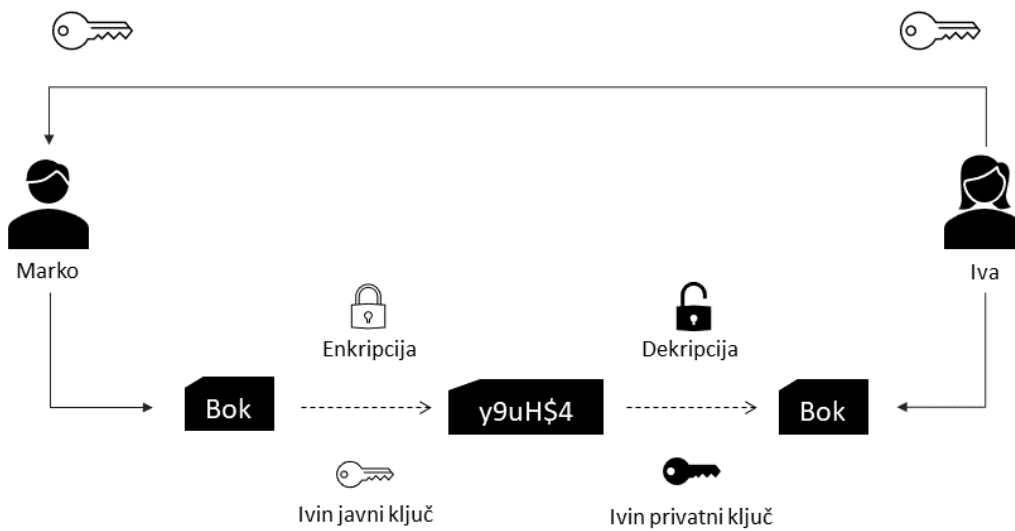 Marko
Iva
Enkripcija
Dekripcija
Bok
y9uH$4
Bok
Ivin javni ključ
Ivin privatni ključ